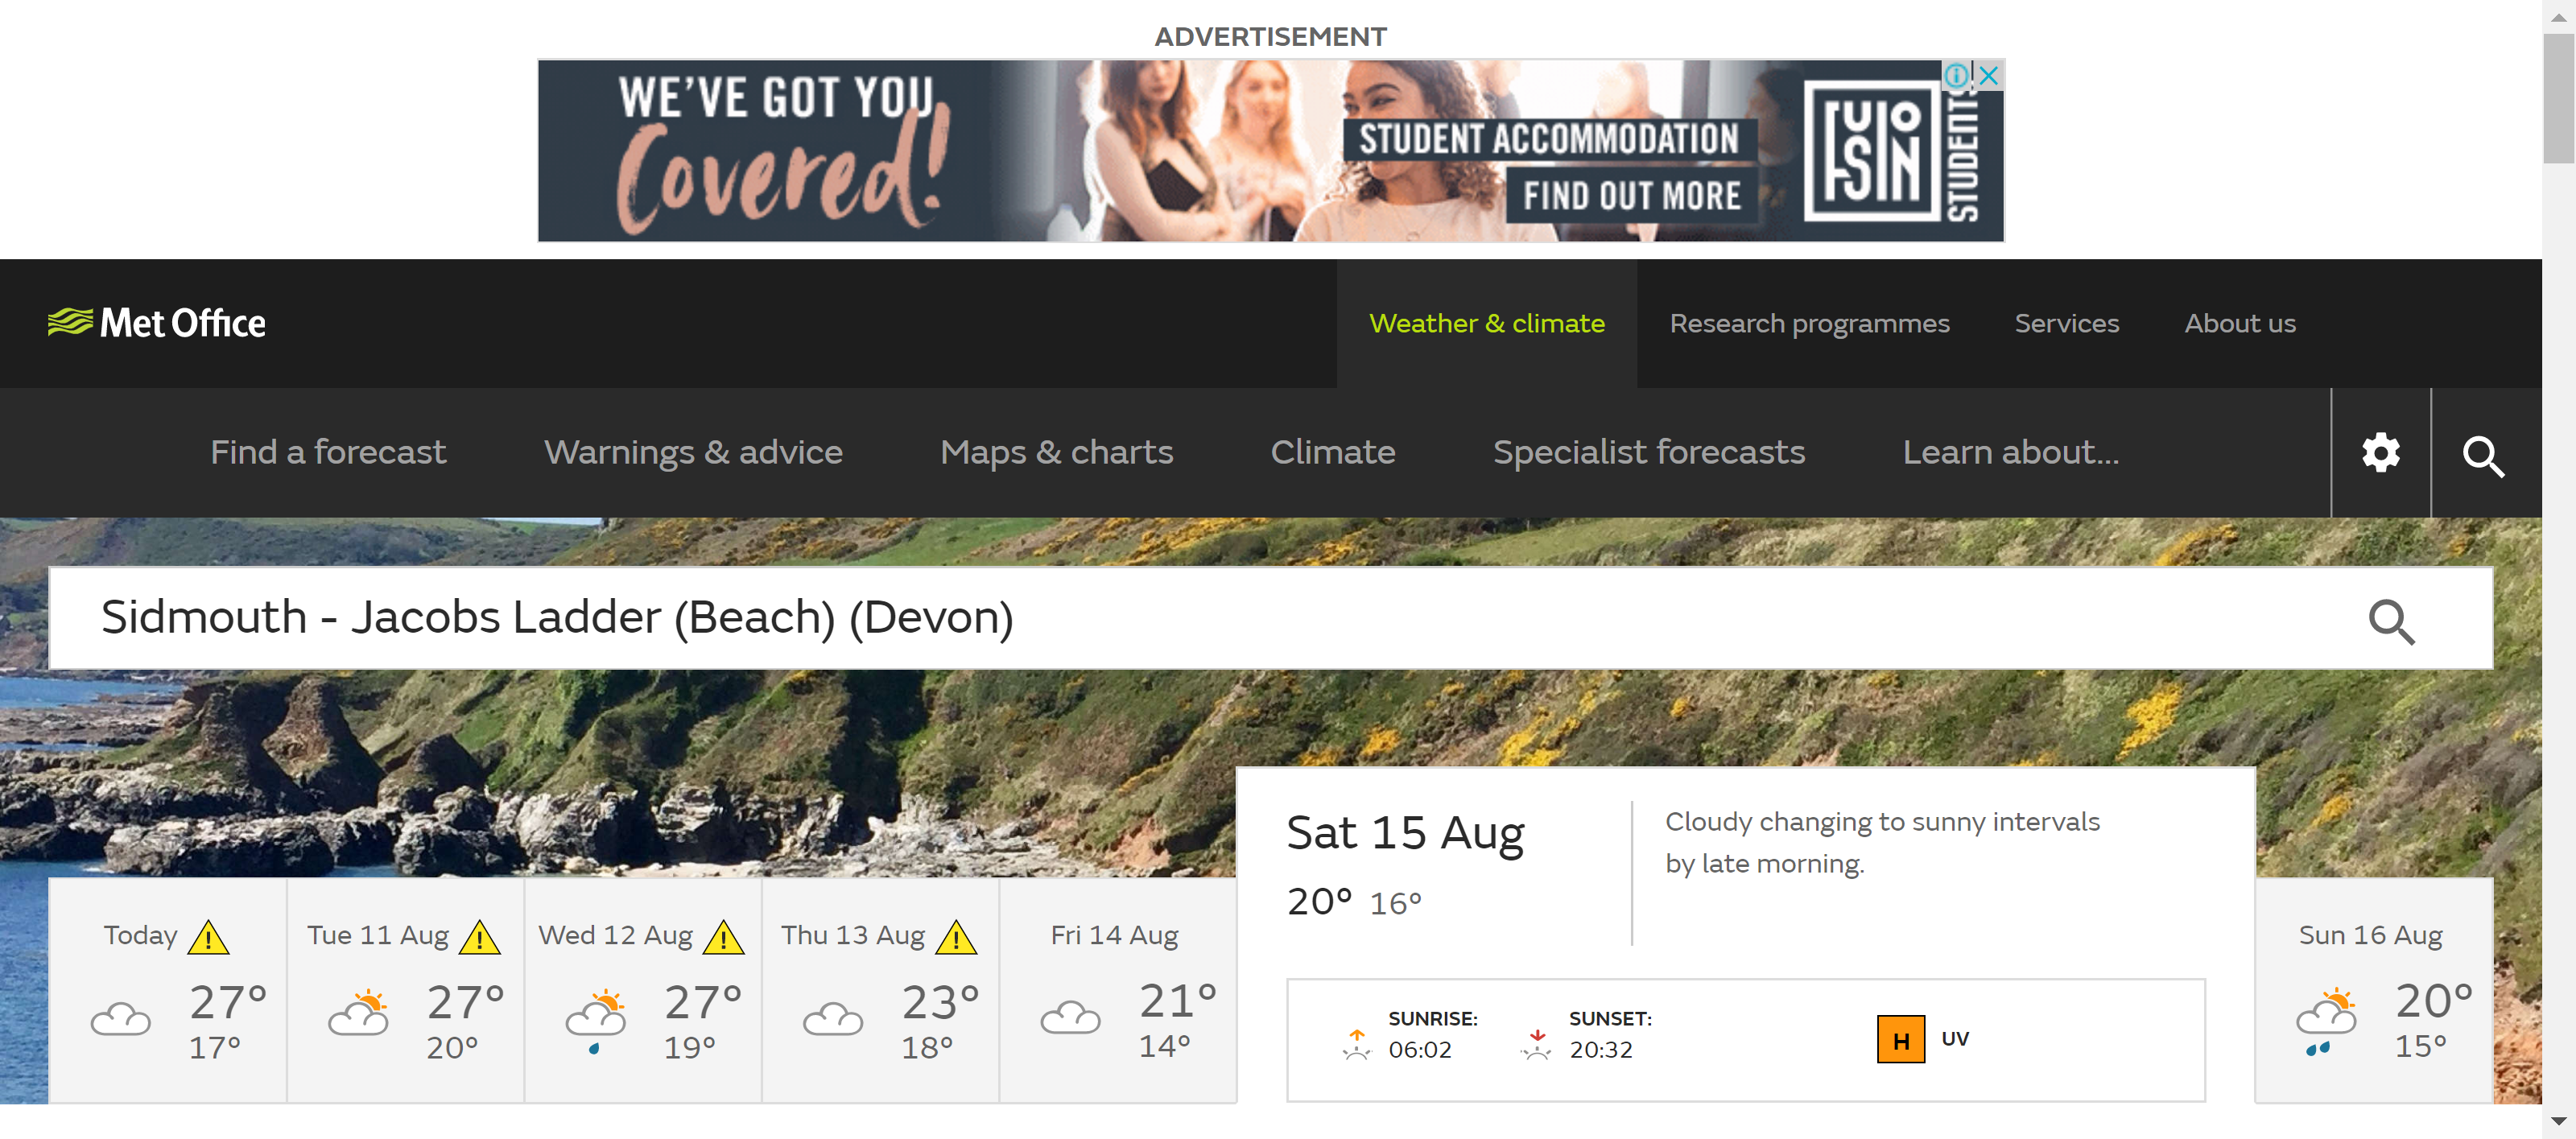 ADVERTISEMENT
WE'VE GOT YOU
Covered!
STUDENT ACCOMMODATION
FIND OUT MORE
FUSION
STUDENTS
Met Office
Weather & climate
Research programmes
Services
About us
Find a forecast
Warnings & advice
Maps & charts
Climate
Specialist forecasts
Learn about...
Sidmouth - Jacobs Ladder (Beach) (Devon)
Today
27°
17°
Tue 11 Aug
27°
20°
Wed 12 Aug
27°
19°
Thu 13 Aug
23°
18°
Fri 14 Aug
21°
14°
Sat 15 Aug
20° 16°
Cloudy changing to sunny intervals
by late morning.
SUNRISE:
06:02
SUNSET:
20:32
H UV
Sun 16 Aug
20°
15°